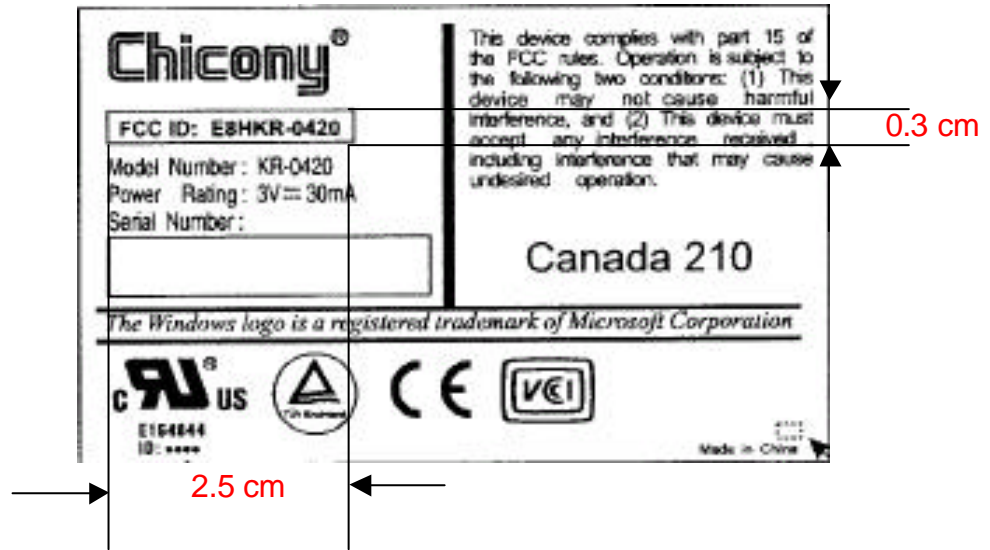 Chicony®
FCC ID: E8HKR-0420
Model Number: KR-0420
Power Rating: 3V⎓30mA
Serial Number:
This device complies with part 15 of
the FCC rules. Operation is subject to
the following two conditions: (1) This
device may not cause harmful
interference, and (2) This device must
accept any interference received
including interference that may cause
undesired operation.
0.3 cm
Canada 210
The Windows logo is a registered trademark of Microsoft Corporation
c RU® US
CE
VCI
E164844
ID:
Made in China
2.5 cm